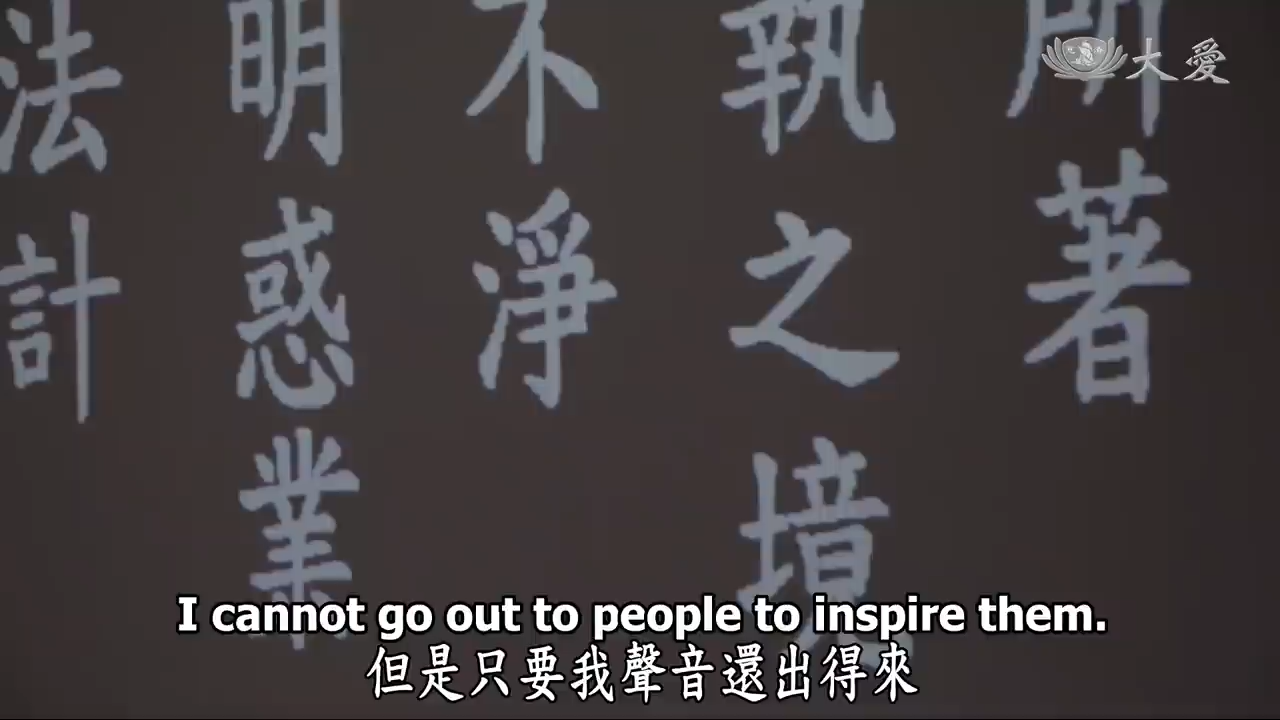 所著
執之境
不淨
明惑業
法計
大愛
I cannot go out to people to inspire them.
但是只要我聲音還出得來